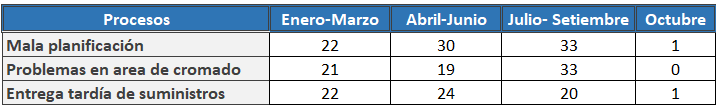 Procesos Enero-Marzo Abril-Junio Julio- Setiembre Octubre
Mala planificación 22 30 33 1
Problemas en area de cromado 21 19 33 0
Entrega tardía de suministros 22 24 20 1